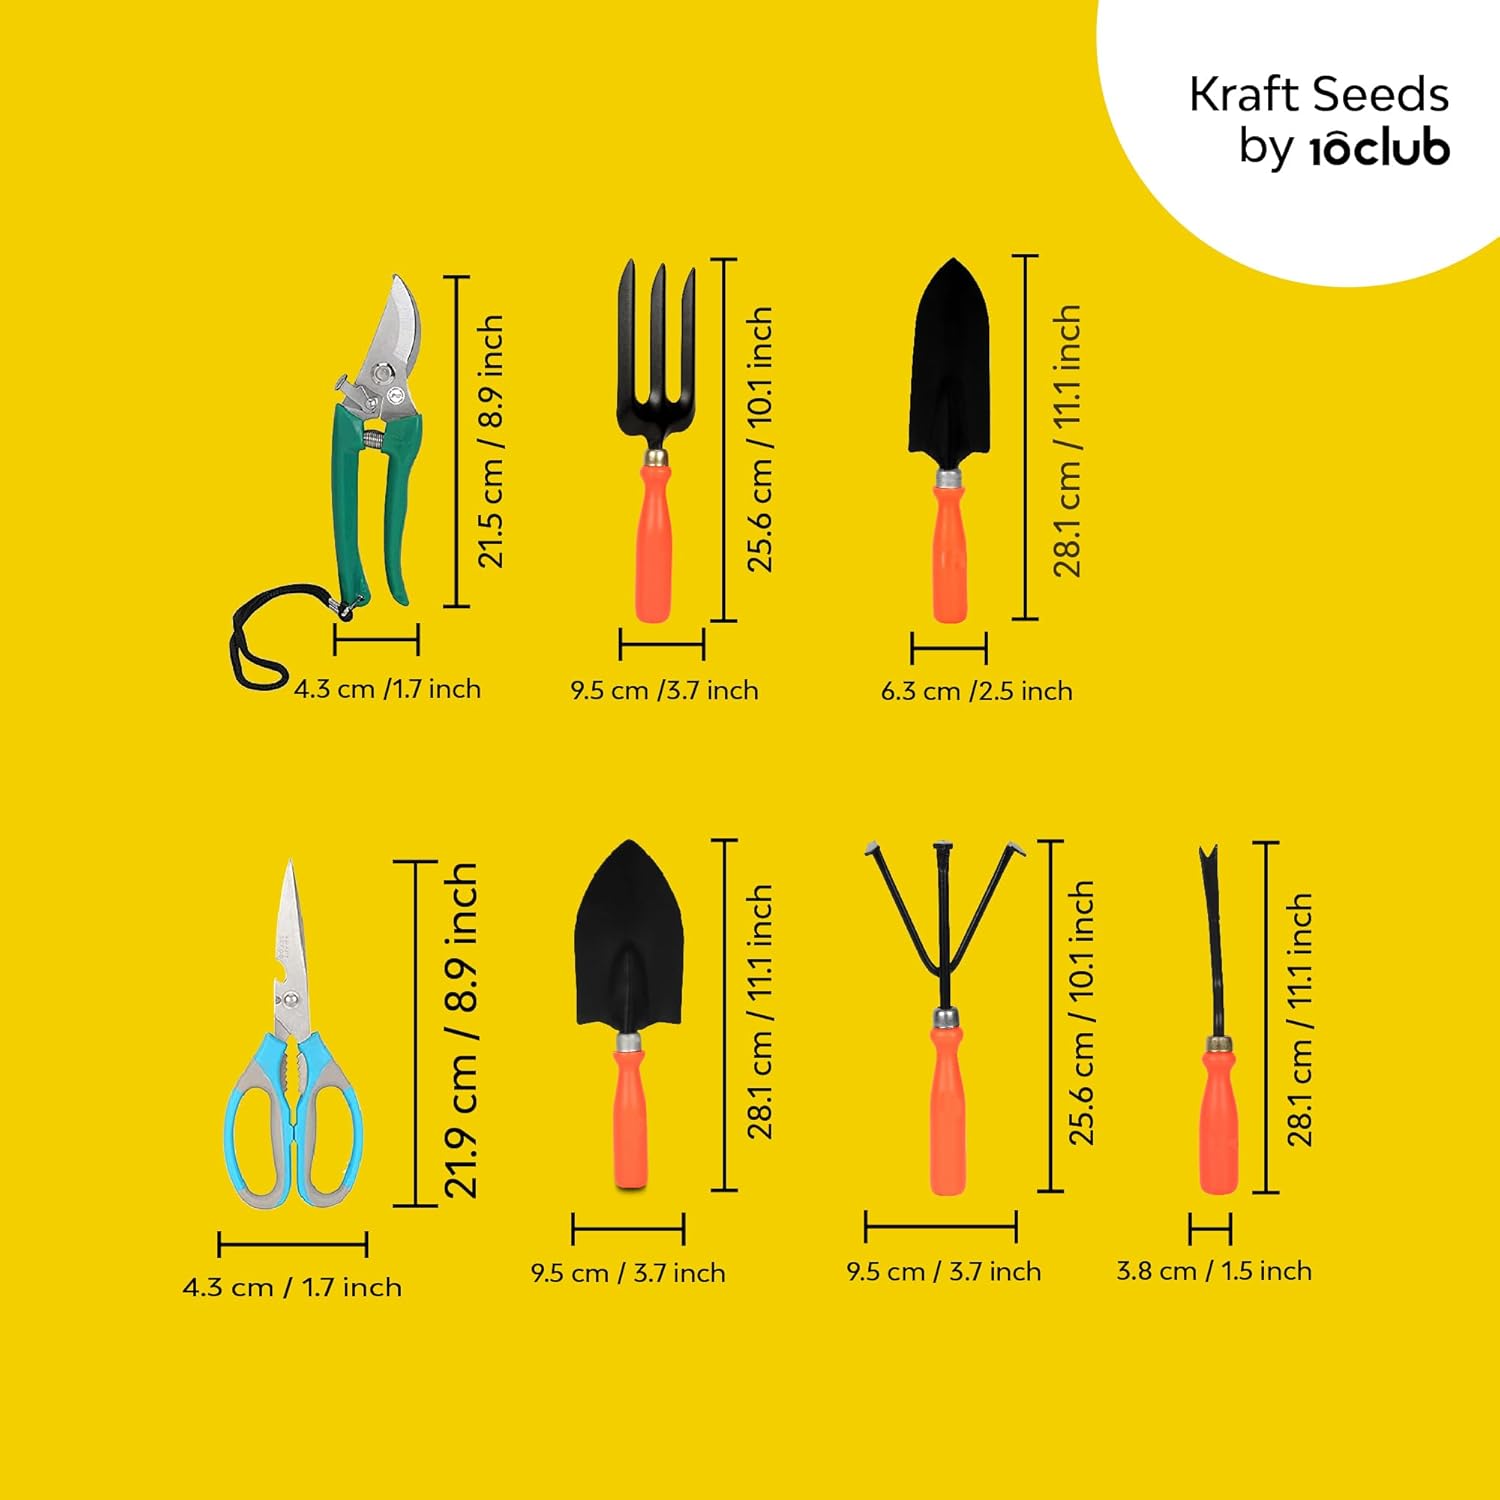 Kraft Seeds
by 10club
21.5 cm / 8.9 inch
4.3 cm /1.7 inch
25.6 cm / 10.1 inch
9.5 cm /3.7 inch
28.1 cm / 11.1 inch
6.3 cm /2.5 inch
21.9 cm / 8.9 inch
4.3 cm / 1.7 inch
28.1 cm / 11.1 inch
9.5 cm / 3.7 inch
25.6 cm / 10.1 inch
9.5 cm / 3.7 inch
28.1 cm / 11.1 inch
3.8 cm / 1.5 inch